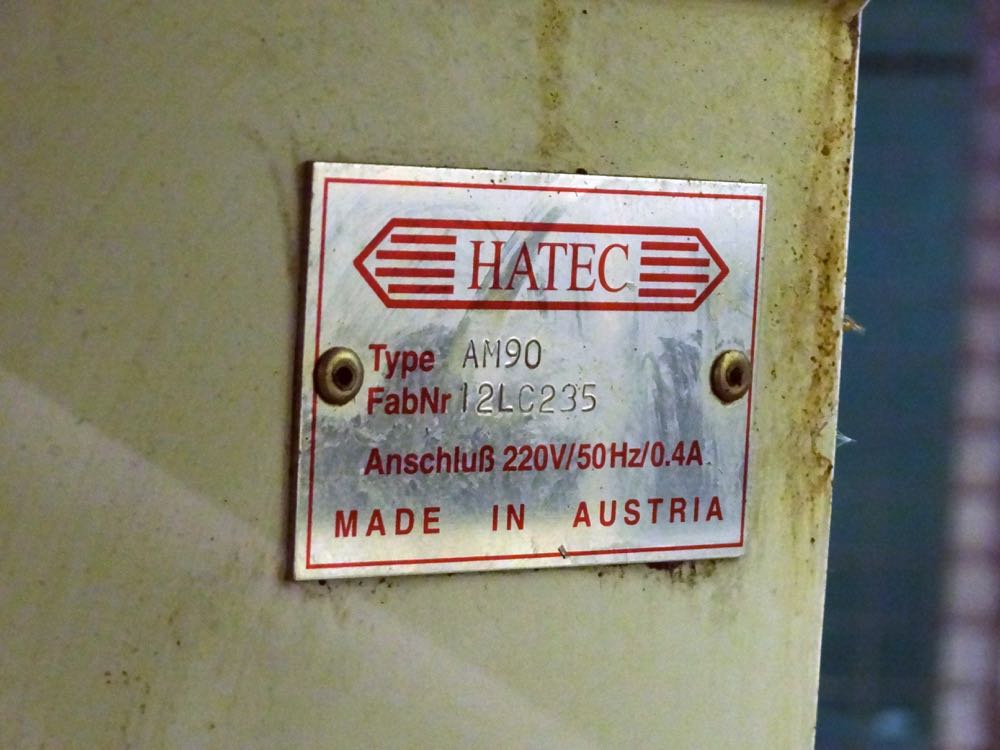 HATEC
Type AM90
FabNr 12LC235
Anschluß 220V/50Hz/0.4A
MADE IN AUSTRIA